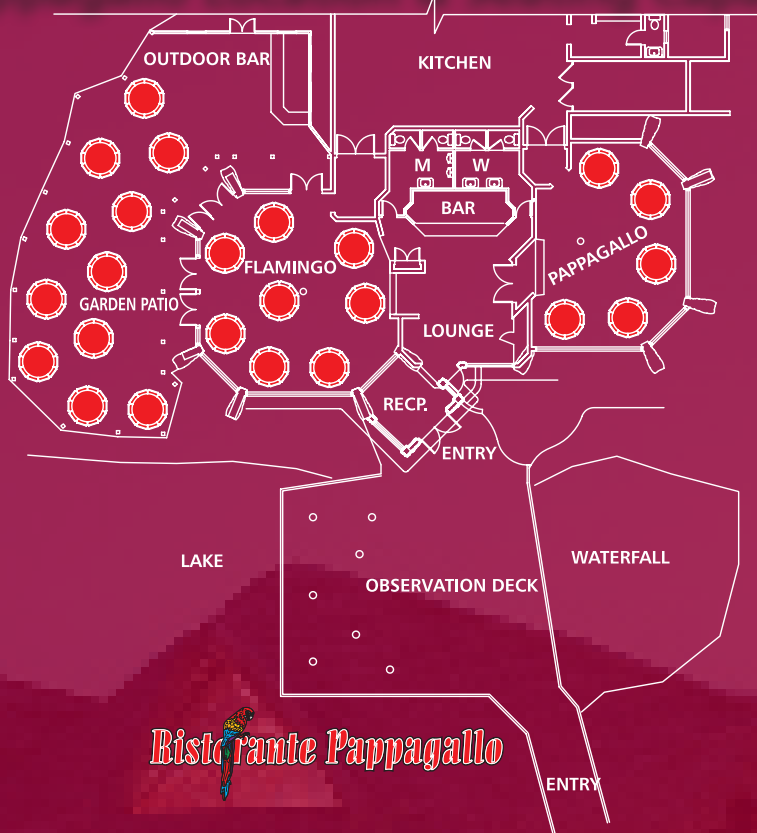 OUTDOOR BAR
KITCHEN
M
W
BAR
PAPPAGALLO
FLAMINGO
GARDEN PATIO
LOUNGE
RECP.
ENTRY
LAKE
OBSERVATION DECK
WATERFALL
Ristorante Pappagallo
ENTRY